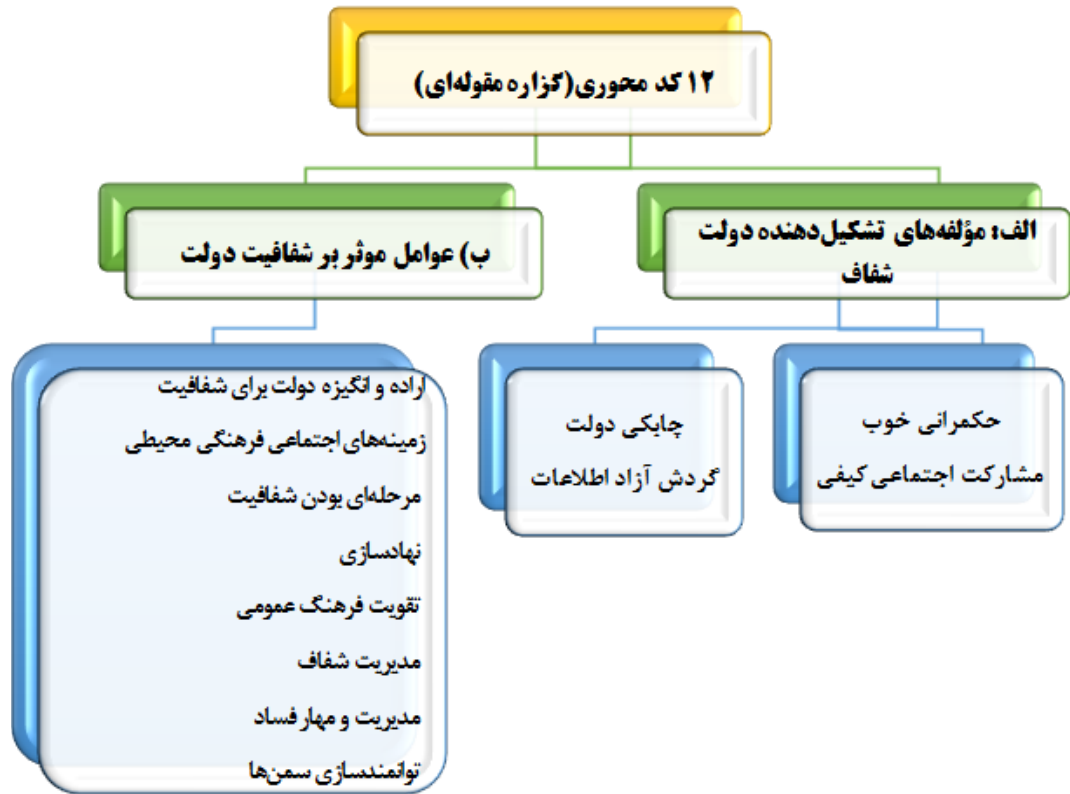 ۱۲ کد محوری(گزاره مقوله‌ای)
الف: مؤلفه‌های تشکیل‌دهنده دولت
شفاف
حکمرانی خوب
مشارکت اجتماعی کیفی
چابکی دولت
گردش آزاد اطلاعات
ب) عوامل موثر بر شفافیت دولت
اراده و انگیزه دولت برای شفافیت
زمینه‌های اجتماعی فرهنگی محیطی
مرحله‌ای بودن شفافیت
نهادسازی
تقویت فرهنگ عمومی
مدیریت شفاف
مدیریت و مهار فساد
توانمندسازی سمن‌ها